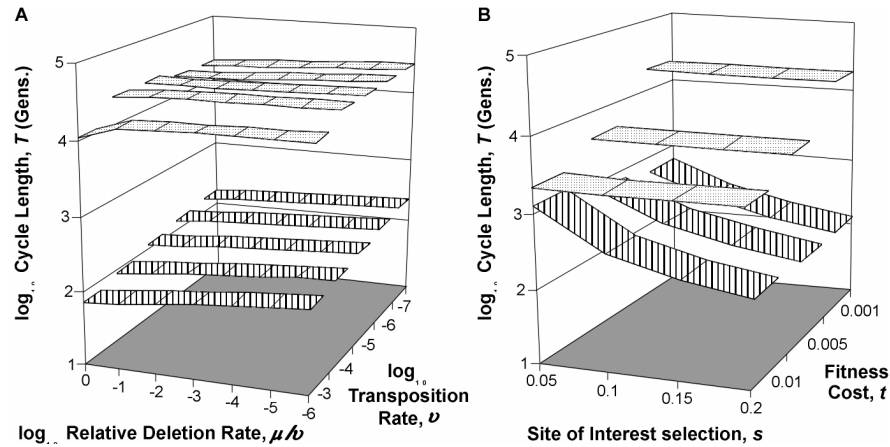 A
B
log₁₀ Cycle Length, T (Gens.)
5
4
3
2
1
0
-1
-2
-3
-4
-5
-6
-3
-4
-5
-6
-7
log₁₀
Transposition
Rate, υ
log₁₀ Relative Deletion Rate, μ/υ
log₁₀ Cycle Length, T (Gens.)
5
4
3
2
1
0.05
0.1
0.15
0.2
0.01
0.005
0.001
Fitness
Cost, t
Site of Interest selection, s